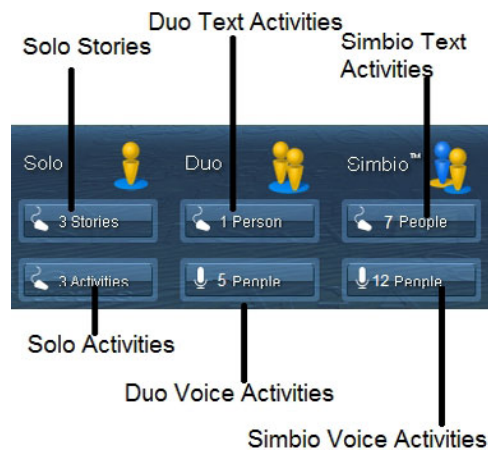 Duo Text Activities
Solo Stories
Simbio Text
Activities
Solo
Duo
Simbio™
3 Stories
1 Person
7 People
3 Activities
5 People
12 People
Solo Activities
Duo Voice Activities
Simbio Voice Activities